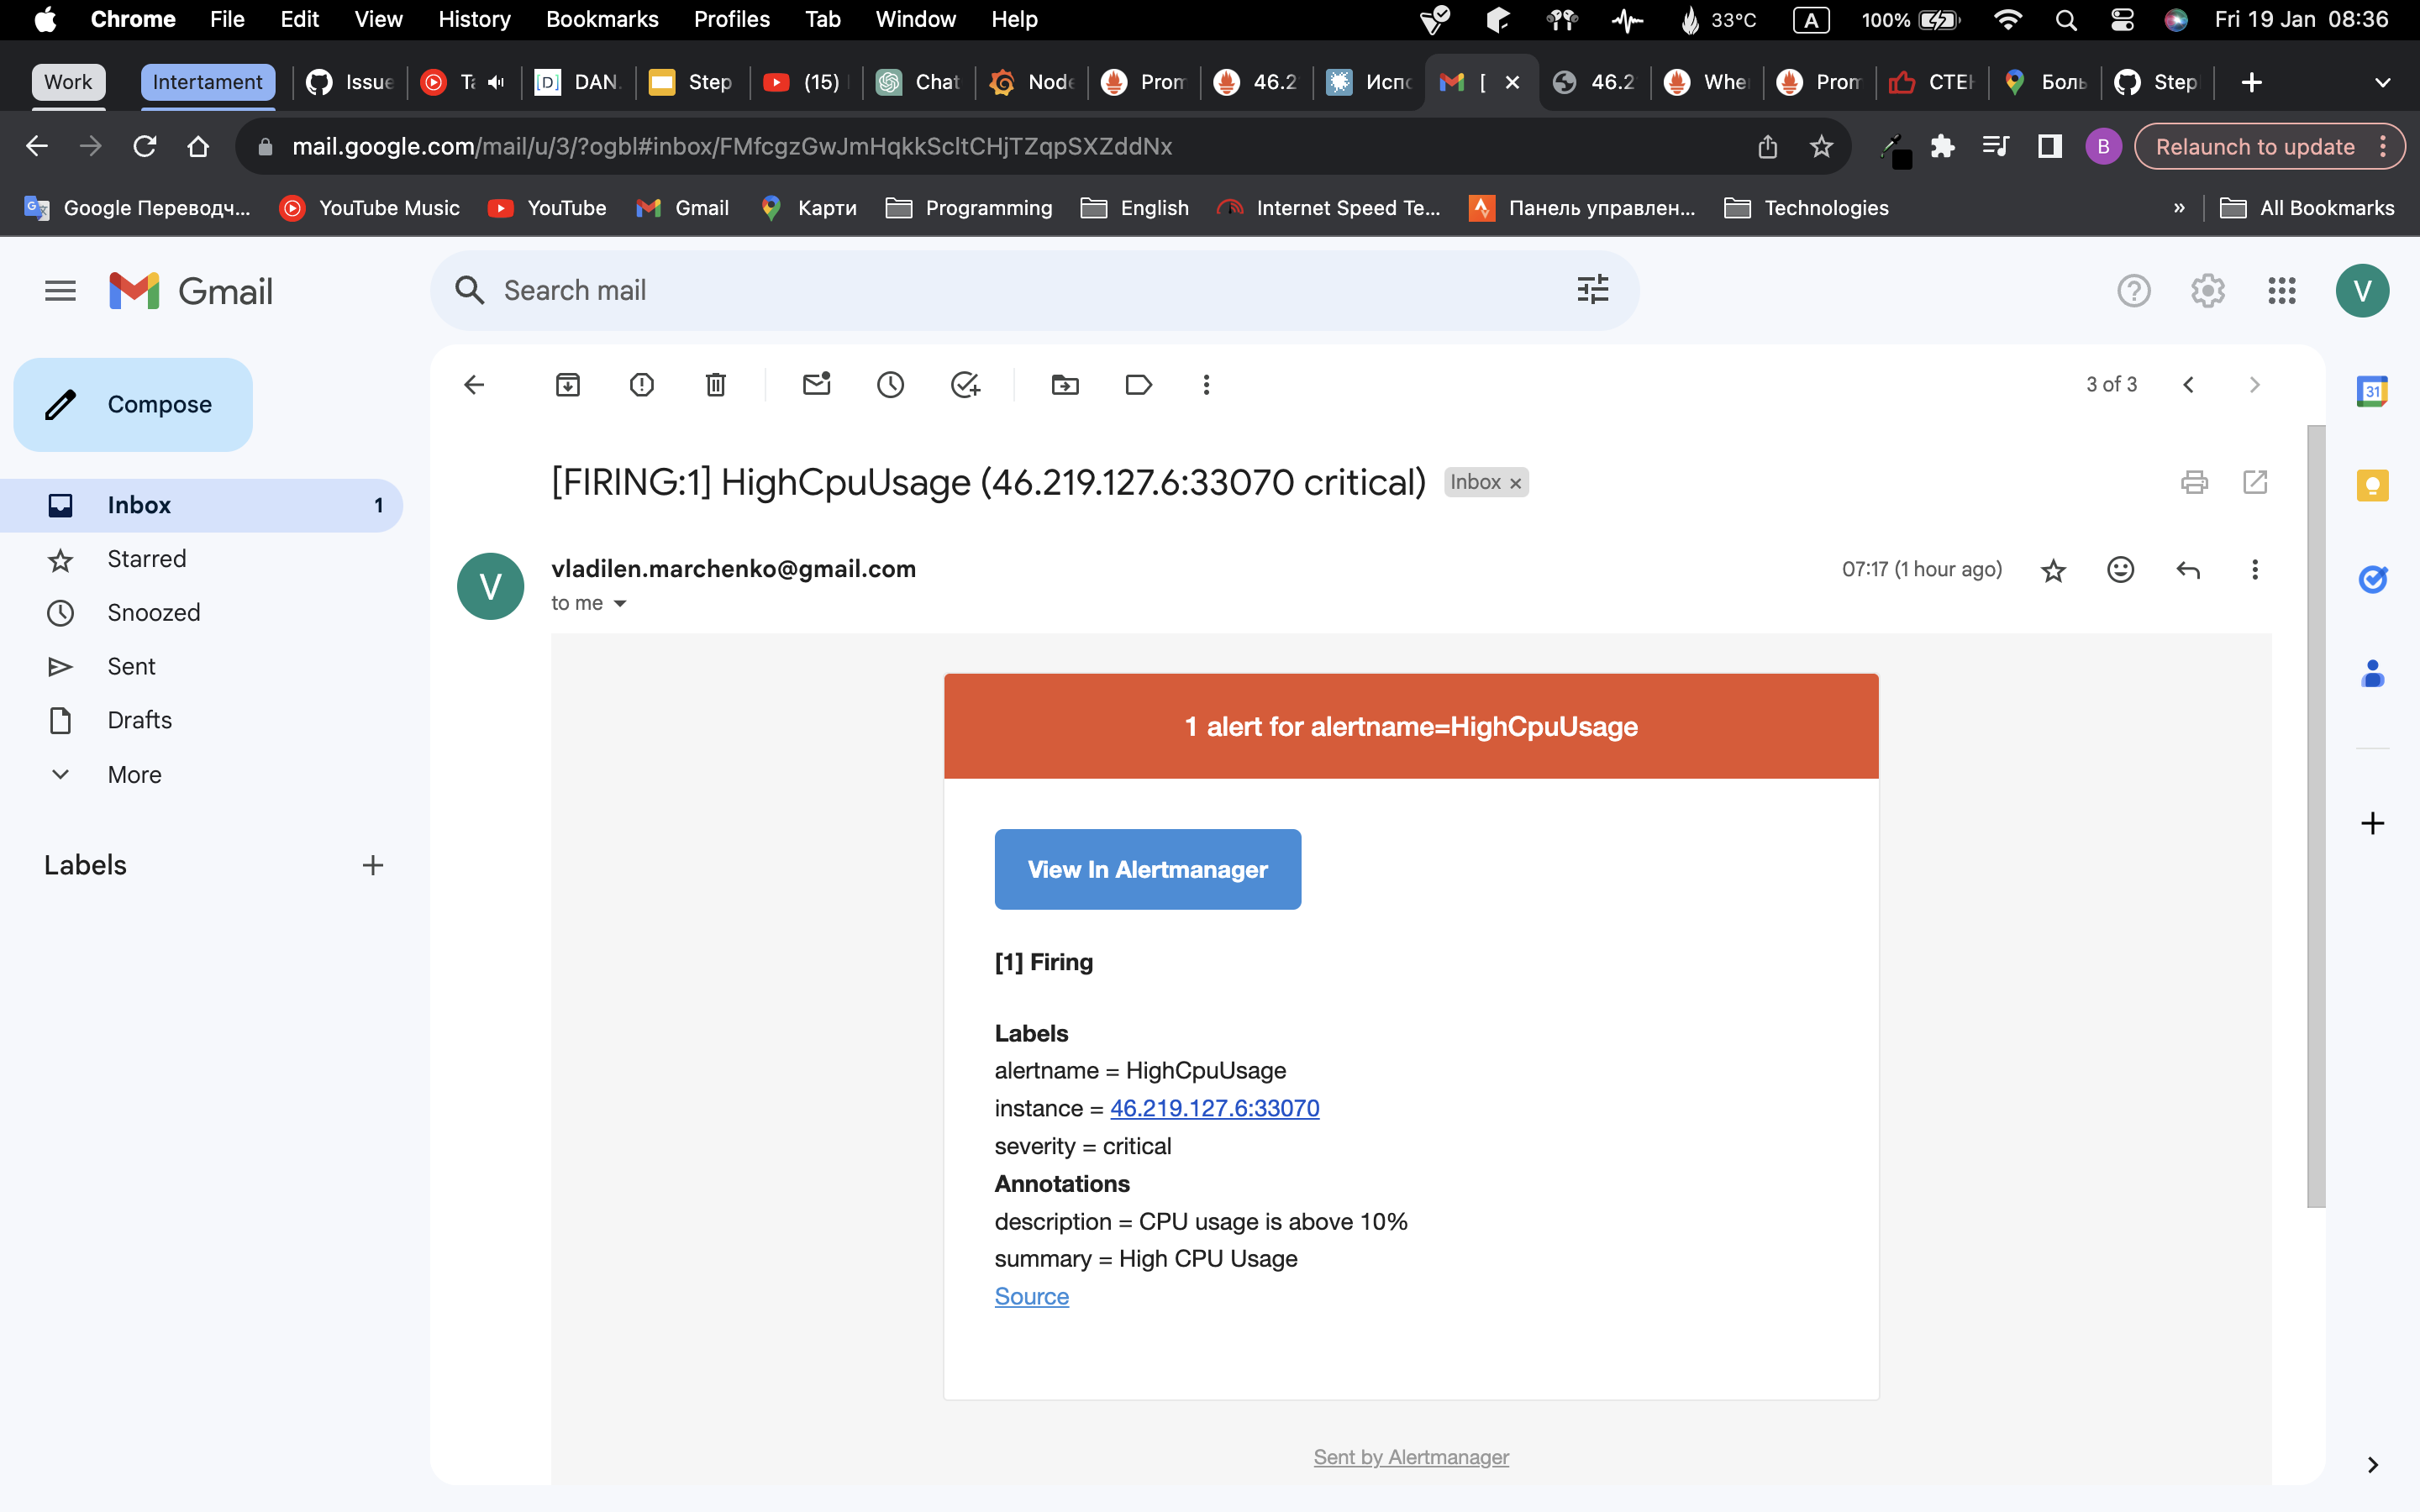 Chrome File Edit View History Bookmarks Profiles Tab Window Help 33°C A 100% Fri 19 Jan 08:36
Work Intertament Issue Ta [D] DAN. Step (15) Chat Node Prom 46.2 Испо [ 46.2 Whe Prom СТЕН Боль Step
mail.google.com/mail/u/3/?ogbl#inbox/FMfcgzGwJmHqkkScltCHjTZqpSXZddNx B Relaunch to update
Google Переводч... YouTube Music YouTube Gmail Карти Programming English Internet Speed Te... Панель управлен... Technologies » All Bookmarks
Gmail Search mail V
Compose 3 of 3 31
[FIRING:1] HighCpuUsage (46.219.127.6:33070 critical) Inbox ×
Inbox 1
Starred
Snoozed
Sent
Drafts
More
Labels
V vladilen.marchenko@gmail.com 07:17 (1 hour ago)
to me
1 alert for alertname=HighCpuUsage
View In Alertmanager
[1] Firing
Labels
alertname = HighCpuUsage
instance = 46.219.127.6:33070
severity = critical
Annotations
description = CPU usage is above 10%
summary = High CPU Usage
Source
Sent by Alertmanager